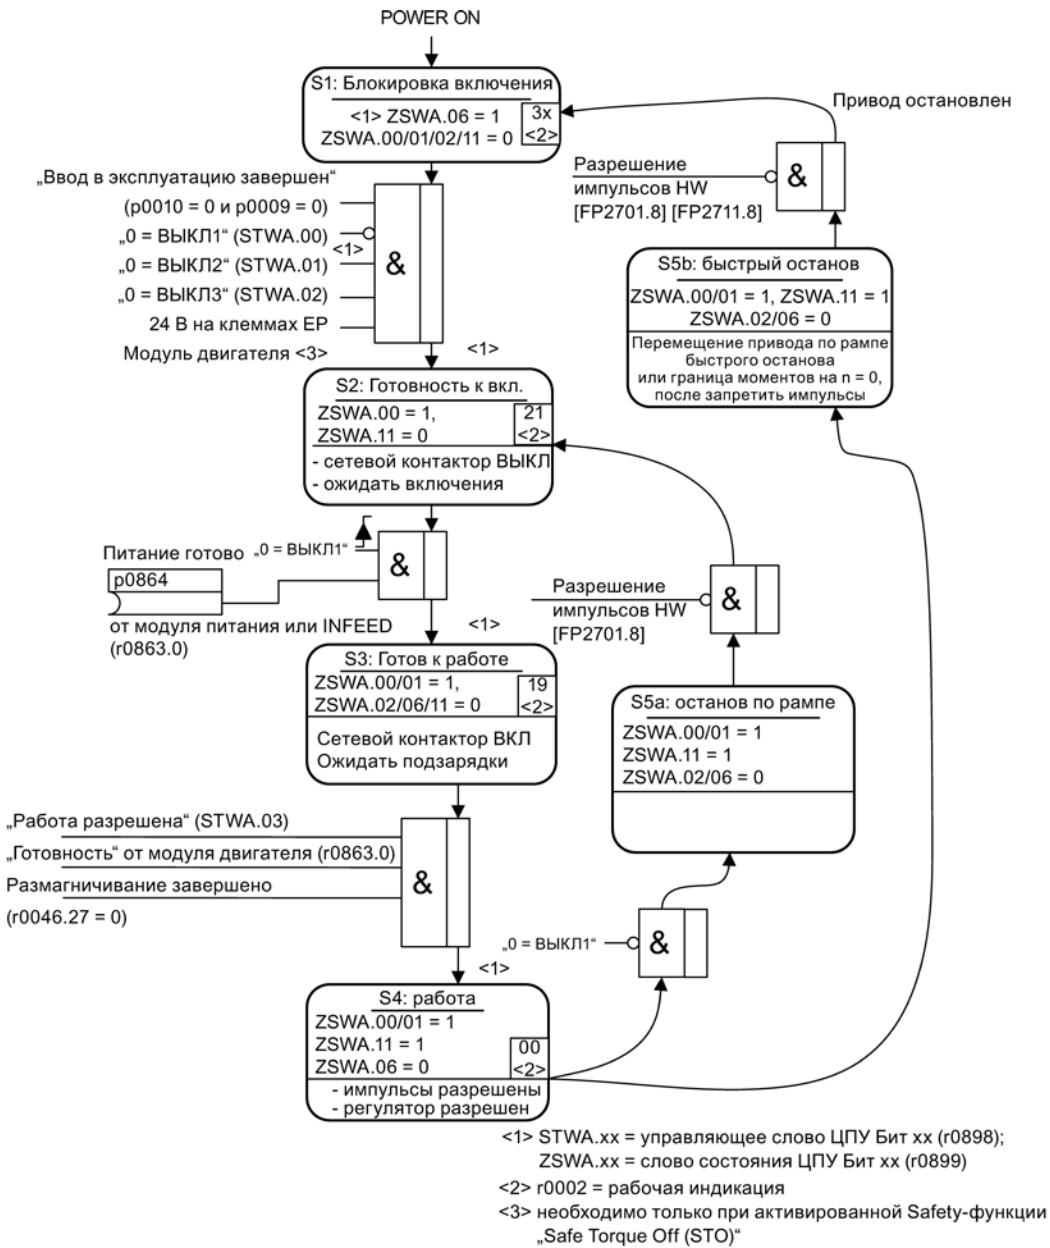 POWER ON
S1: Блокировка включения
<1> ZSWA.06 = 1
ZSWA.00/01/02/11 = 0
3x
<2>
Привод остановлен
„Ввод в эксплуатацию завершен“
(p0010 = 0 и p0009 = 0)
„0 = ВЫКЛ1“ (STWA.00)
<1>
„0 = ВЫКЛ2“ (STWA.01)
„0 = ВЫКЛ3“ (STWA.02)
24 В на клеммах EP
Модуль двигателя <3>
&
<1>
Разрешение
импульсов HW
[FP2701.8] [FP2711.8]
&
S5b: быстрый останов
ZSWA.00/01 = 1, ZSWA.11 = 1
ZSWA.02/06 = 0
Перемещение привода по рампе
быстрого останова
или граница моментов на n = 0,
после запретить импульсы
S2: Готовность к вкл.
ZSWA.00 = 1,
ZSWA.11 = 0
21
<2>
- сетевой контактор ВЫКЛ
- ожидать включения
Питание готово
„0 = ВЫКЛ1“
p0864
от модуля питания или INFEED
(r0863.0)
&
<1>
Разрешение
импульсов HW
[FP2701.8]
&
S3: Готов к работе
ZSWA.00/01 = 1,
ZSWA.02/06/11 = 0
19
<2>
Сетевой контактор ВКЛ
Ожидать подзарядки
S5a: останов по рампе
ZSWA.00/01 = 1
ZSWA.11 = 1
ZSWA.02/06 = 0
„Работа разрешена“ (STWA.03)
„Готовность“ от модуля двигателя (r0863.0)
Размагничивание завершено
(r0046.27 = 0)
&
<1>
„0 = ВЫКЛ1“
&
S4: работа
ZSWA.00/01 = 1
ZSWA.11 = 1
ZSWA.06 = 0
00
<2>
- импульсы разрешены
- регулятор разрешен
<1> STWA.xx = управляющее слово ЦПУ Бит xx (r0898);
ZSWA.xx = слово состояния ЦПУ Бит xx (r0899)
<2> r0002 = рабочая индикация
<3> необходимо только при активированной Safety-функции
„Safe Torque Off (STO)“